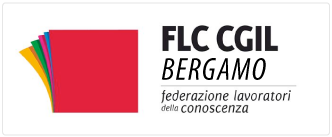 FLC CGIL
BERGAMO
federazione lavoratori
della conoscenza